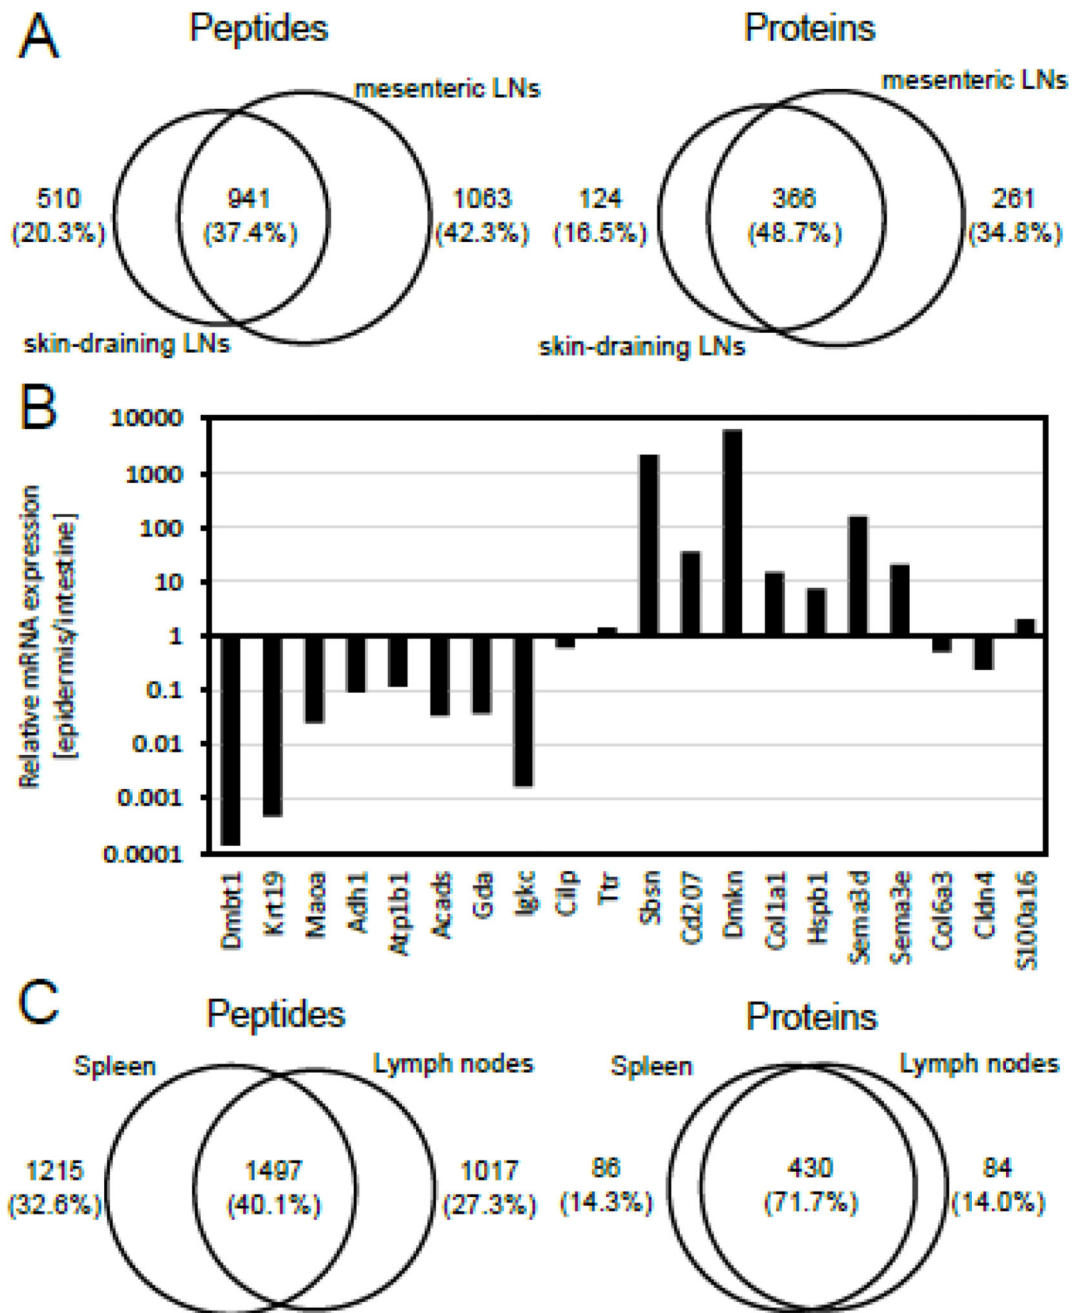 A
Peptides
Proteins
mesenteric LNs
mesenteric LNs
510
(20.3%)
941
(37.4%)
1063
(42.3%)
124
(16.5%)
366
(48.7%)
261
(34.8%)
skin-draining LNs
skin-draining LNs
B
Relative mRNA expression
[epidermis/intestine]
10000
1000
100
10
1
0.1
0.01
0.001
0.0001
Dmbt1
Krt19
Maoa
Adh1
Atp1b1
Acads
Gda
Igkc
Cilp
Ttr
Sbsn
Cd207
Dmkn
Col1a1
Hspb1
Sema3d
Sema3e
Col6a3
Cldn4
S100a16
C
Peptides
Proteins
Spleen
Lymph nodes
Spleen
Lymph nodes
1215
(32.6%)
1497
(40.1%)
1017
(27.3%)
86
(14.3%)
430
(71.7%)
84
(14.0%)